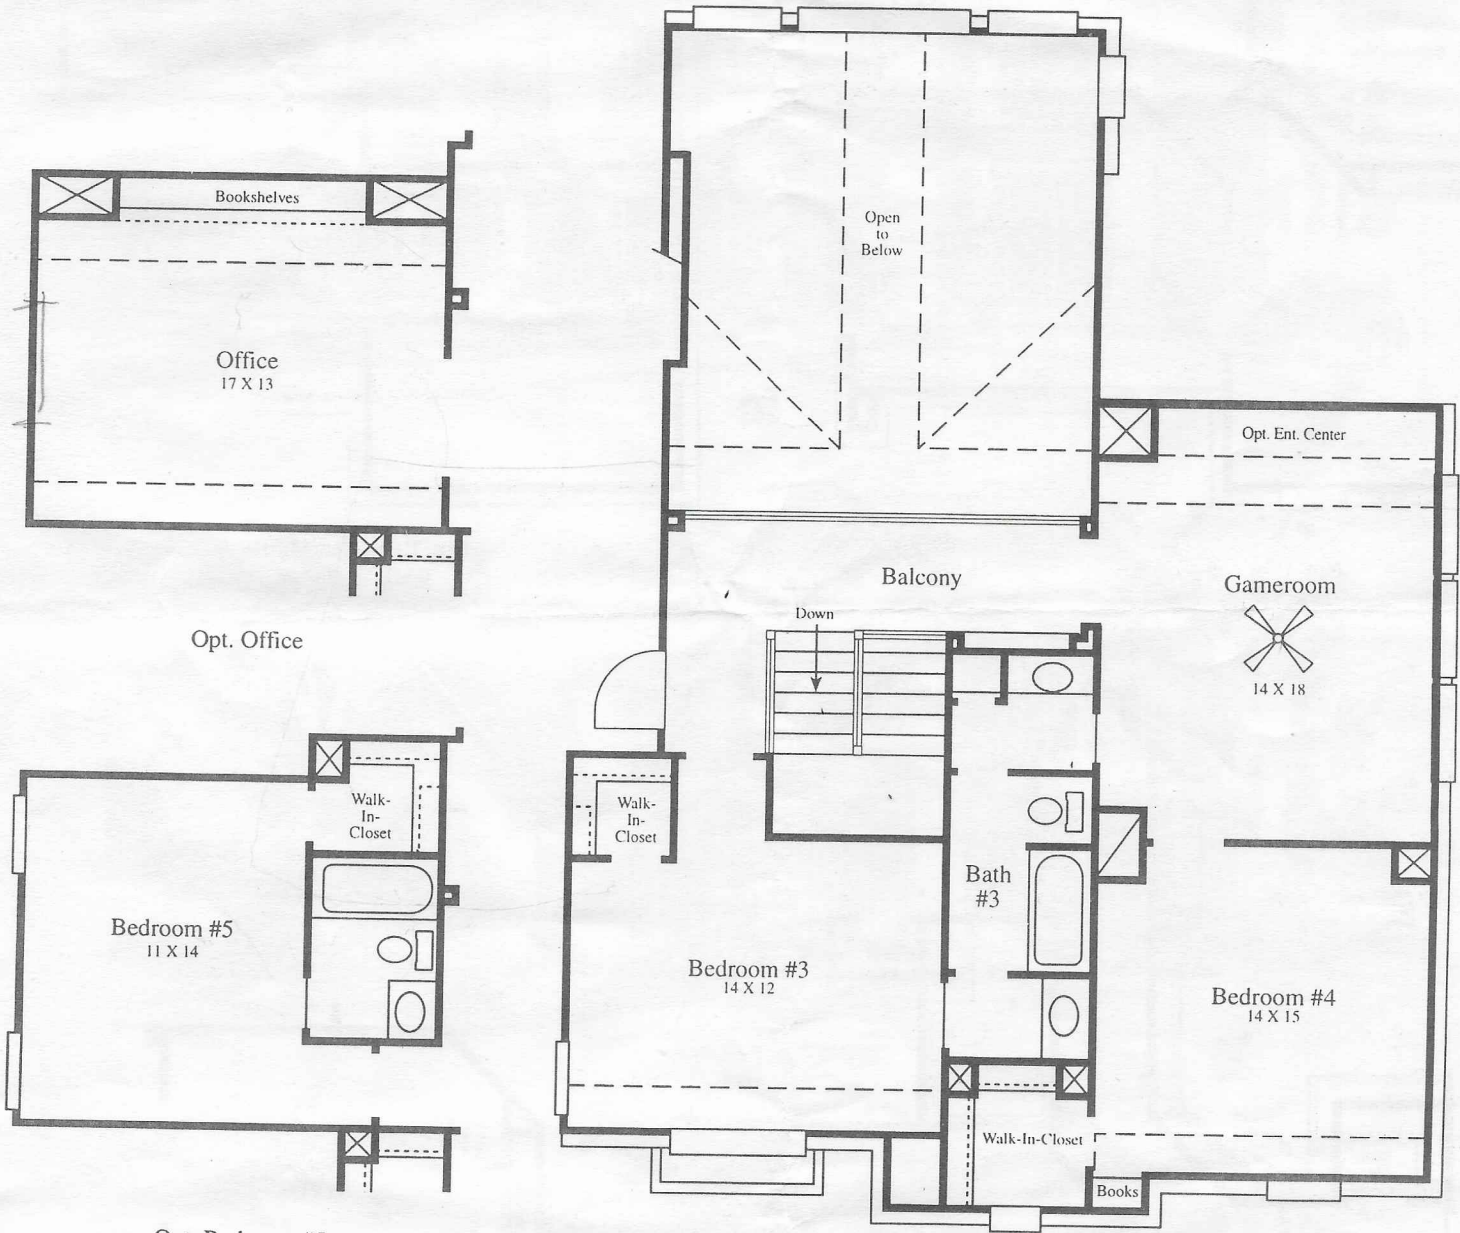 Bookshelves
Office
17 X 13
Opt. Office
Open
to
Below
Opt. Ent. Center
Balcony
Down
Gameroom
14 X 18
Walk-
In-
Closet
Bedroom #5
11 X 14
Walk-
In-
Closet
Bedroom #3
14 X 12
Bath
#3
Bedroom #4
14 X 15
Walk-In-Closet
Books